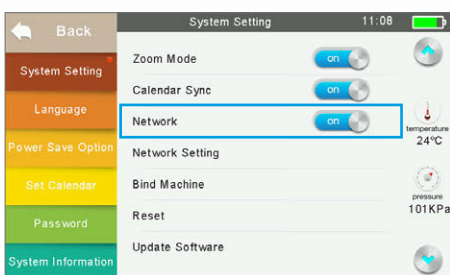 Back
System Setting
11:08
System Setting
Language
Power Save Option
Set Calendar
Password
System Information
Zoom Mode
on
Calendar Sync
on
Network
on
Network Setting
Bind Machine
Reset
Update Software
temperature
24°C
pressure
101KPa